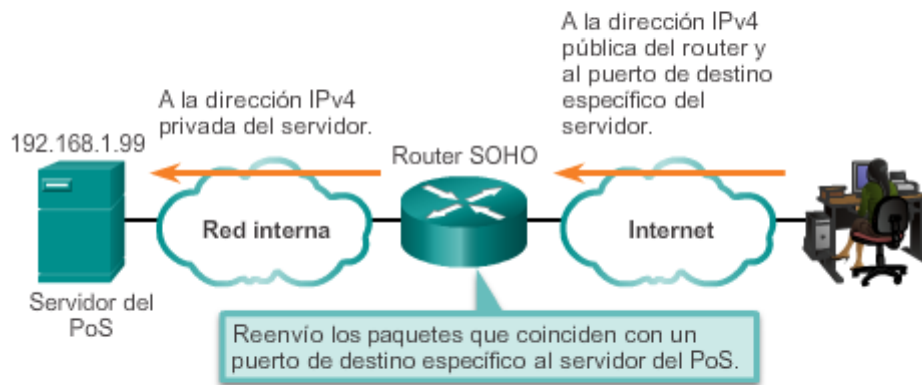 A la dirección IPv4
pública del router y
al puerto de destino
específico del
servidor.
A la dirección IPv4
privada del servidor.
192.168.1.99
Router SOHO
Red interna
Internet
Servidor del
PoS
Reenvío los paquetes que coinciden con un
puerto de destino específico al servidor del PoS.